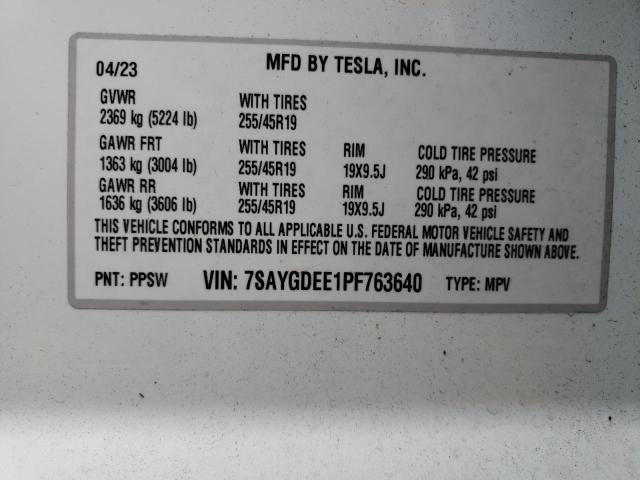 04/23 MFD BY TESLA, INC.
GVWR WITH TIRES
2369 kg (5224 lb) 255/45R19
GAWR FRT WITH TIRES RIM COLD TIRE PRESSURE
1363 kg (3004 lb) 255/45R19 19X9.5J 290 kPa, 42 psi
GAWR RR WITH TIRES RIM COLD TIRE PRESSURE
1636 kg (3606 lb) 255/45R19 19X9.5J 290 kPa, 42 psi
THIS VEHICLE CONFORMS TO ALL APPLICABLE U.S. FEDERAL MOTOR VEHICLE SAFETY AND
THEFT PREVENTION STANDARDS IN EFFECT ON THE DATE OF MANUFACTURE SHOWN ABOVE.
PNT: PPSW VIN: 7SAYGDEE1PF763640 TYPE: MPV